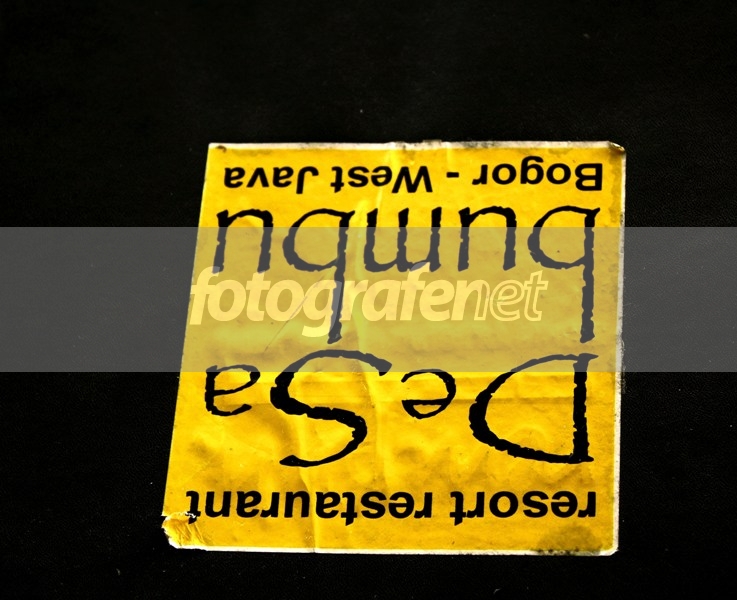 resort restaurant
DeSa
bumbu
Bogor - West Java
fotografenet